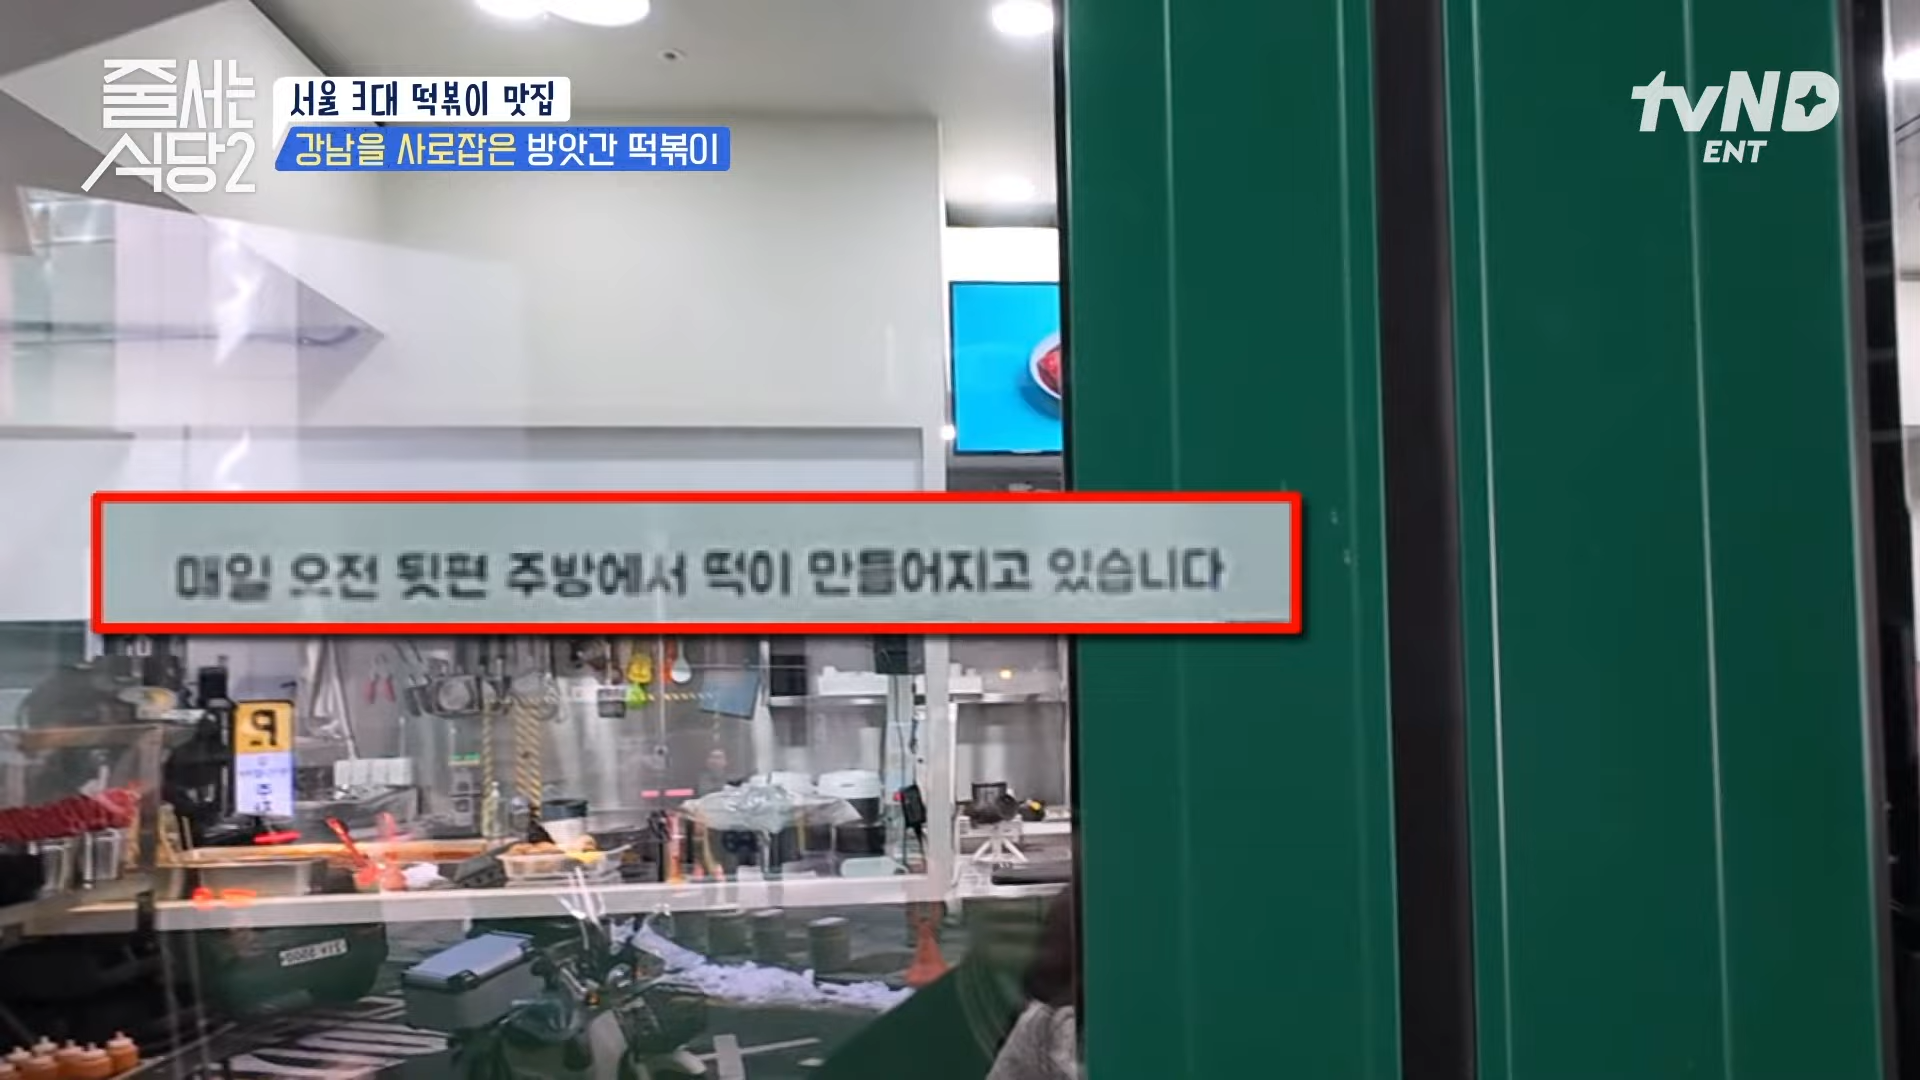 줄서는
식당2
서울 3대 떡볶이 맛집
강남을 사로잡은 방앗간 떡볶이
tvND
ENT
매일 오전 뒷편 주방에서 떡이 만들어지고 있습니다